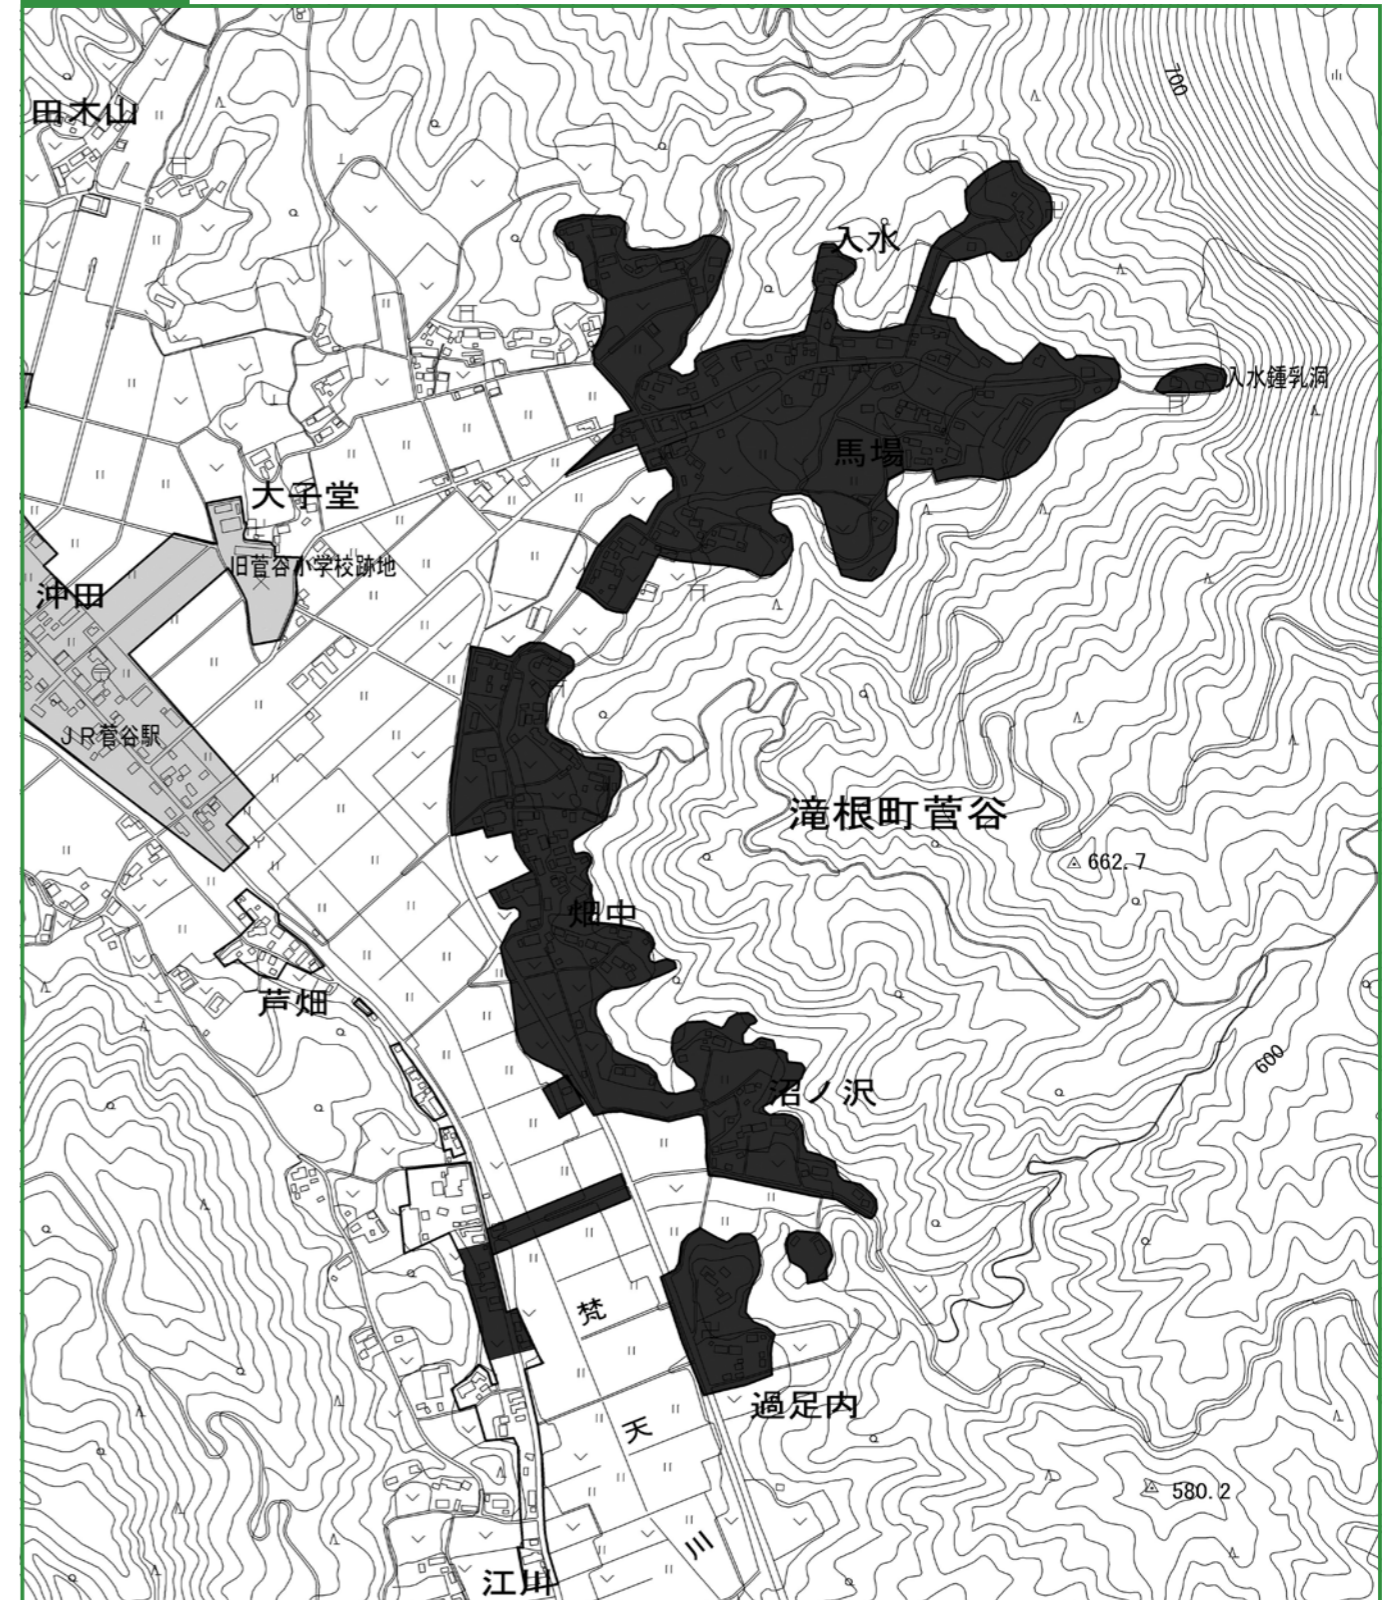 700
田木山
入水
入水鍾乳洞
馬場
大子堂
旧菅谷小学校跡地
沖田
JR菅谷駅
滝根町菅谷
662.7
畑中
芦畑
600
沼ノ沢
梵
天
川
過足内
580.2
江川